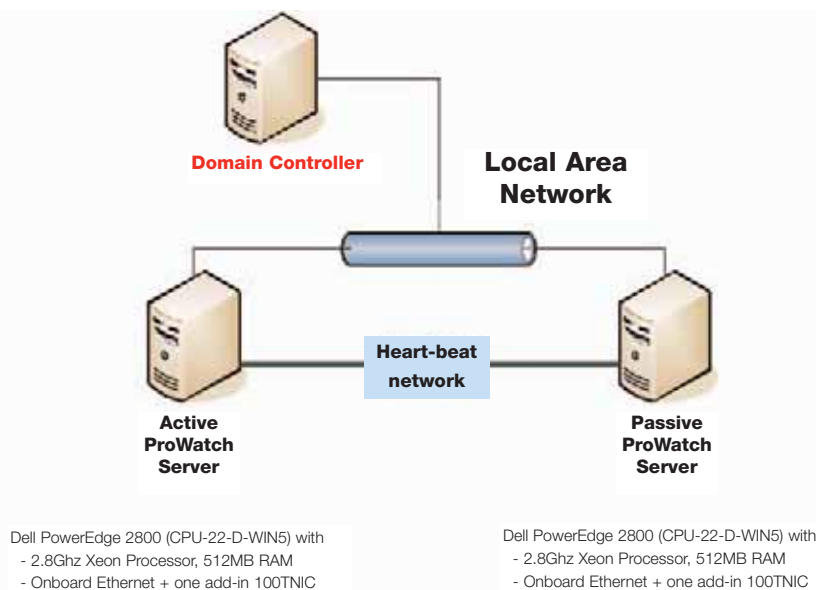 Domain Controller
Local Area
Network
Heart-beat
network
Active
ProWatch
Server
Passive
ProWatch
Server
Dell PowerEdge 2800 (CPU-22-D-WIN5) with
- 2.8Ghz Xeon Processor, 512MB RAM
- Onboard Ethernet + one add-in 100TNIC
Dell PowerEdge 2800 (CPU-22-D-WIN5) with
- 2.8Ghz Xeon Processor, 512MB RAM
- Onboard Ethernet + one add-in 100TNIC